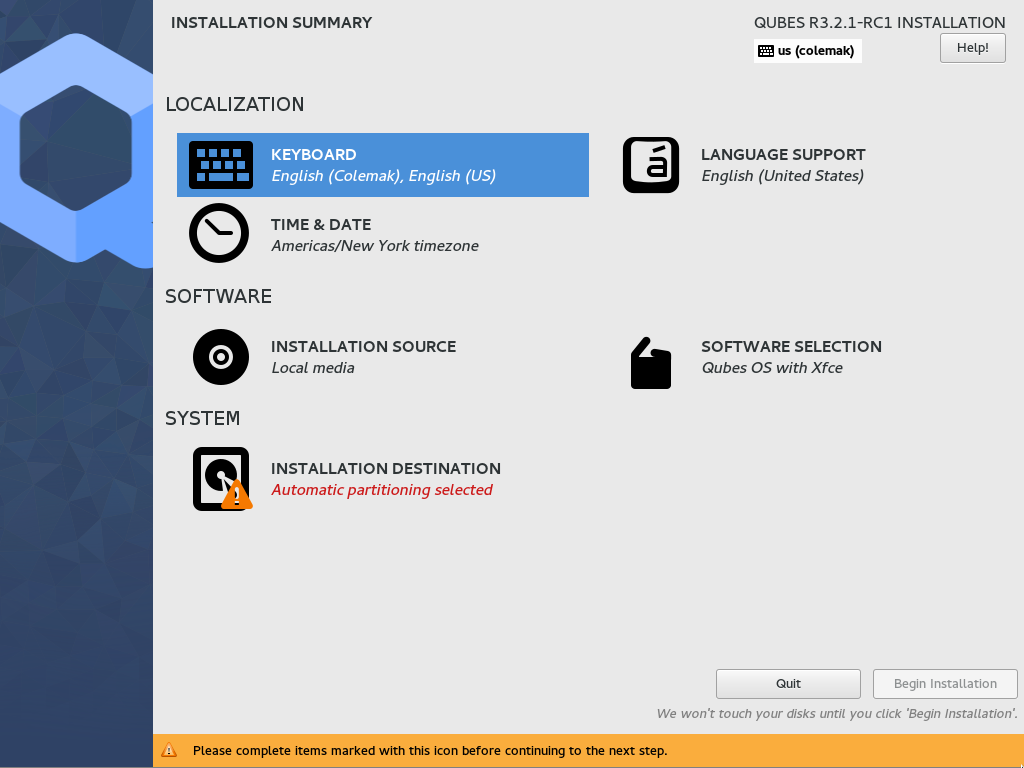 INSTALLATION SUMMARY
QUBES R3.2.1-RC1 INSTALLATION
us (colemak)
Help!
LOCALIZATION
KEYBOARD
English (Colemak), English (US)
LANGUAGE SUPPORT
English (United States)
TIME & DATE
Americas/New York timezone
SOFTWARE
INSTALLATION SOURCE
Local media
SOFTWARE SELECTION
Qubes OS with Xfce
SYSTEM
INSTALLATION DESTINATION
Automatic partitioning selected
Quit
Begin Installation
We won't touch your disks until you click 'Begin Installation'.
Please complete items marked with this icon before continuing to the next step.